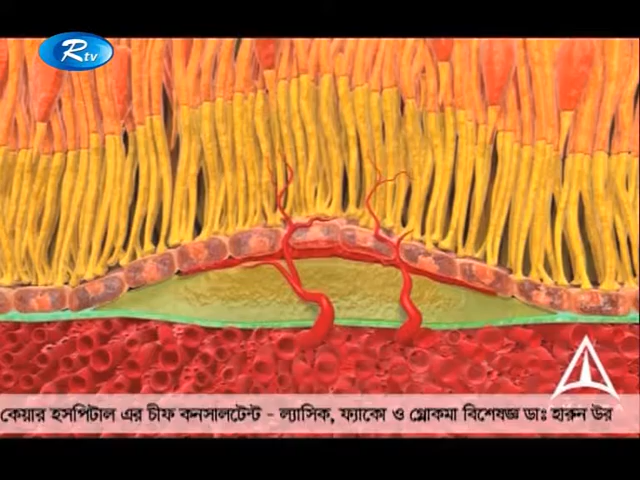 Rtv
কেয়ার হসপিটাল এর চীফ কনসালটেন্ট - ল্যাসিক, ফ্যাকো ও গ্লোকমা বিশেষজ্ঞ ডাঃ হারুন উর